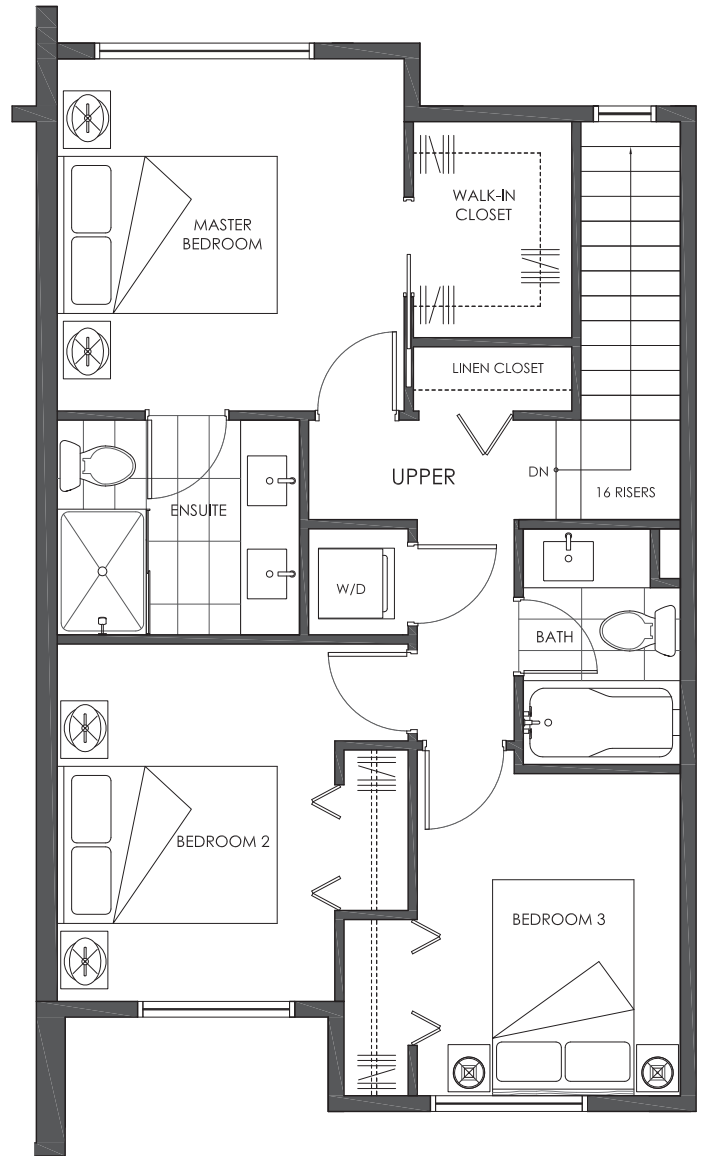 MASTER
BEDROOM
WALK-IN
CLOSET
LINEN CLOSET
UPPER
DN
16 RISERS
ENSUITE
W/D
BATH
BEDROOM 2
BEDROOM 3